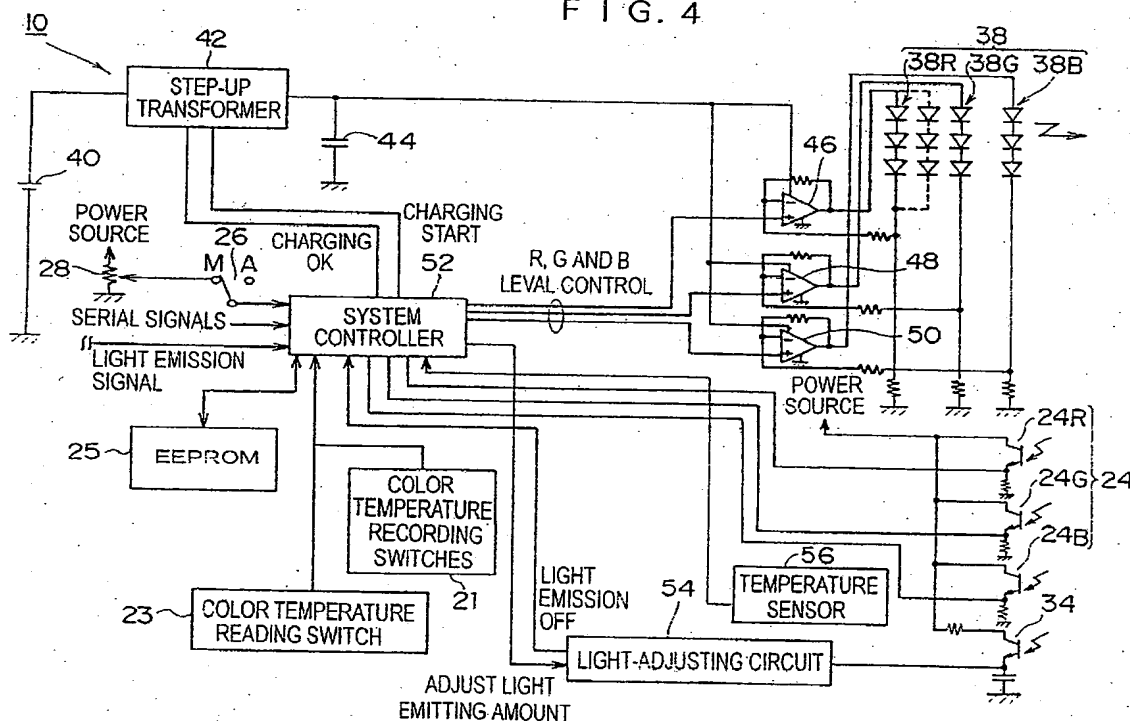 F I G. 4
10
42
STEP-UP
TRANSFORMER
38
38R
38G
38B
44
40
46
POWER
SOURCE
26
M A
28
CHARGING
OK
CHARGING
START
52
R, G AND B
LEVAL CONTROL
48
50
SERIAL SIGNALS
SYSTEM
CONTROLLER
LIGHT EMISSION
SIGNAL
POWER
SOURCE
24R
24G
24
24B
25
EEPROM
COLOR
TEMPERATURE
RECORDING
SWITCHES
21
56
TEMPERATURE
SENSOR
LIGHT
EMISSION
OFF
54
34
23
COLOR TEMPERATURE
READING SWITCH
LIGHT-ADJUSTING CIRCUIT
ADJUST LIGHT
EMITTING AMOUNT